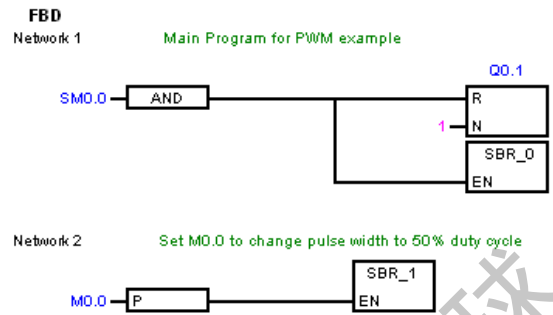 FBD
Network 1 Main Program for PWM example
Q0.1
SM0.0 AND R
1 N
SBR_0
EN
Network 2 Set M0.0 to change pulse width to 50% duty cycle
SBR_1
M0.0 P EN
球